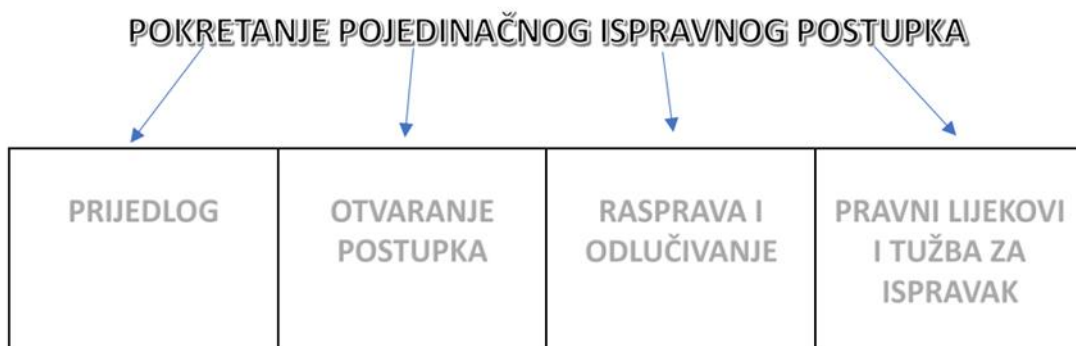 POKRETANJE POJEDINAČNOG ISPRAVNOG POSTUPKA
PRIJEDLOG
OTVARANJE
POSTUPKA
RASPRAVA I
ODLUČIVANJE
PRAVNI LIJEKOVI
I TUŽBA ZA
ISPRAVAK